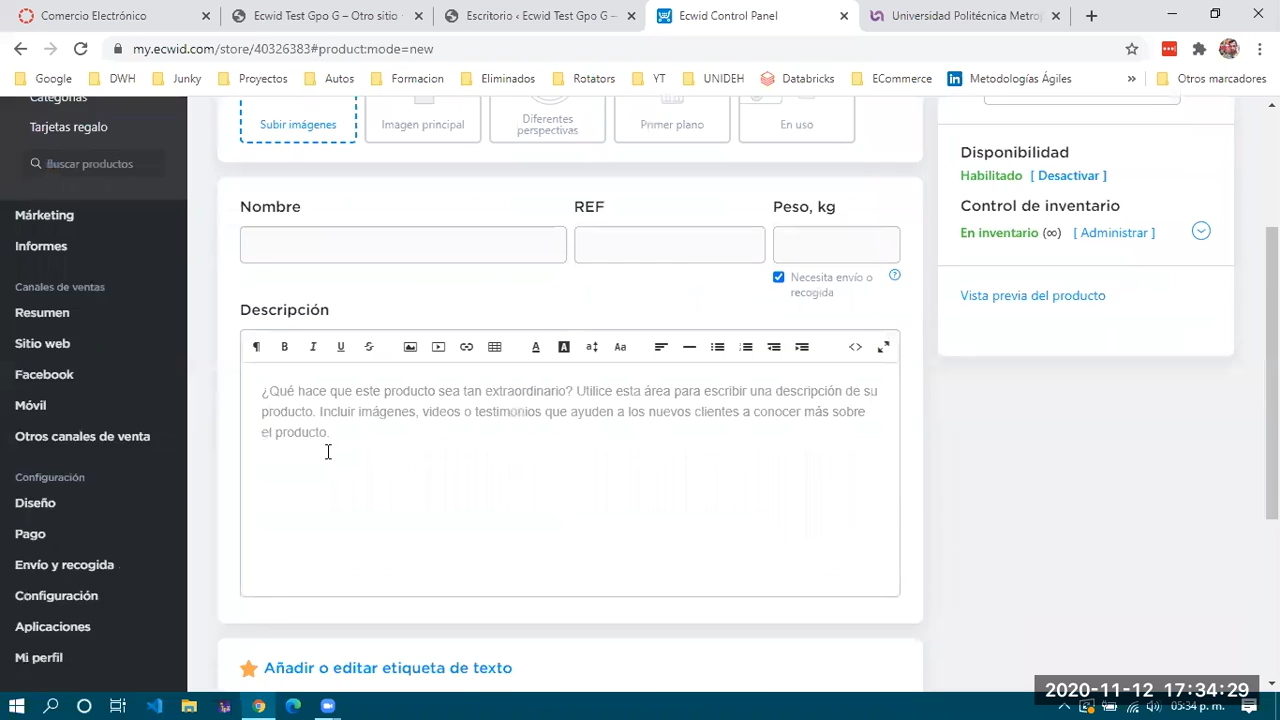 Comercio Electrónico
Ecwid Test Gpo G – Otro sitio
Escritorio ‹ Ecwid Test Gpo G –
Ecwid Control Panel
Universidad Politécnica Metro
my.ecwid.com/store/40326383#product:mode=new
Google
DWH
Junky
Proyectos
Autos
Formacion
Eliminados
Rotators
YT
UNIDEH
Databricks
ECommerce
Metodologías Ágiles
»
Otros marcadores
Categorías
Tarjetas regalo
Buscar productos
Márketing
Informes
Canales de ventas
Resumen
Sitio web
Facebook
Móvil
Otros canales de venta
Configuración
Diseño
Pago
Envío y recogida
Configuración
Aplicaciones
Mi perfil
Subir imágenes
Imagen principal
Diferentes
perspectivas
Primer plano
En uso
Nombre
REF
Peso, kg
Necesita envío o
recogida
Descripción
¿Qué hace que este producto sea tan extraordinario? Utilice esta área para escribir una descripción de su
producto. Incluir imágenes, videos o testimonios que ayuden a los nuevos clientes a conocer más sobre
el producto.
Añadir o editar etiqueta de texto
Disponibilidad
Habilitado [ Desactivar ]
Control de inventario
En inventario (∞) [ Administrar ]
Vista previa del producto
2020-11-12 17:34:29
05:34 p. m.